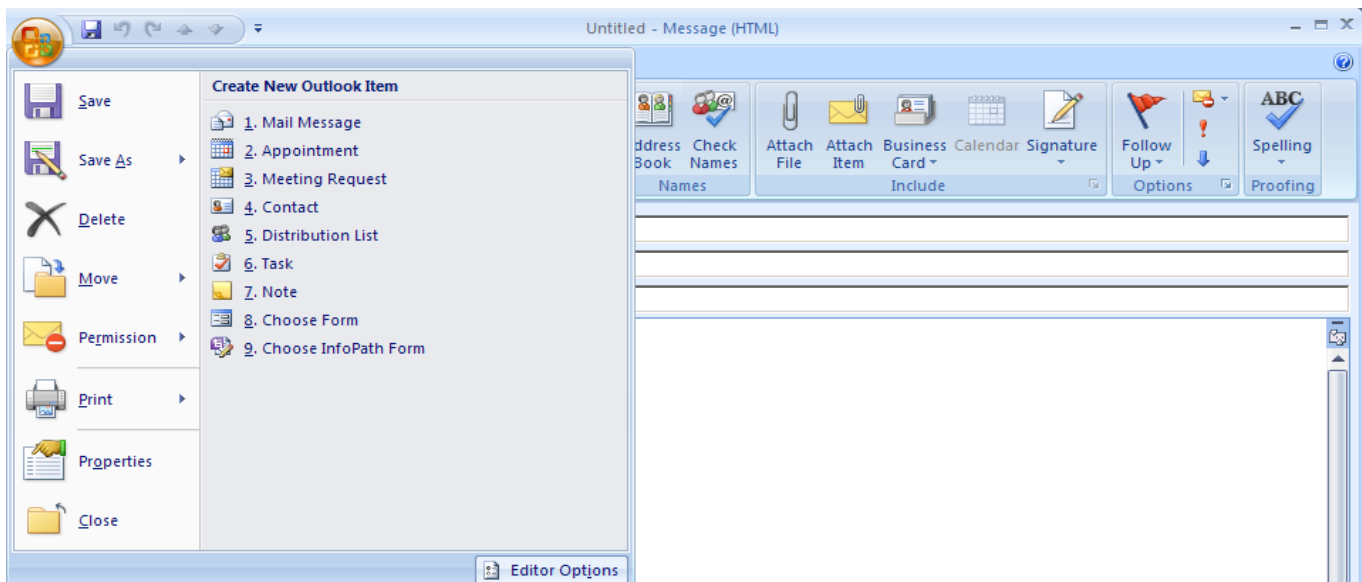 Untitled - Message (HTML)
Save
Save As
Delete
Move
Permission
Print
Properties
Close
Create New Outlook Item
1. Mail Message
2. Appointment
3. Meeting Request
4. Contact
5. Distribution List
6. Task
7. Note
8. Choose Form
9. Choose InfoPath Form
Editor Options
ddress Book
Check Names
Names
Attach File
Attach Item
Business Card
Calendar
Signature
Include
Follow Up
Options
ABC
Spelling
Proofing